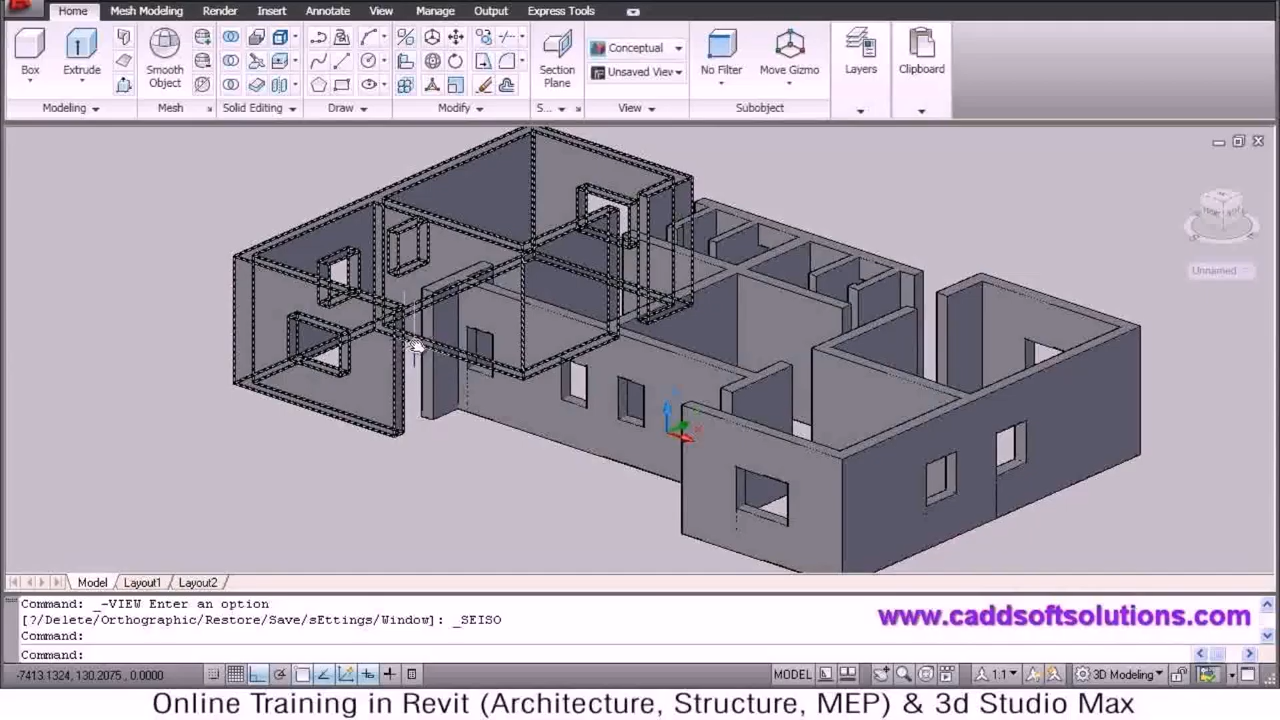 Home Mesh Modeling Render Insert Annotate View Manage Output Express Tools
Box Extrude Smooth Object Section Plane Conceptual Unsaved View No Filter Move Gizmo Layers Clipboard
Modeling Mesh Solid Editing Draw Modify S... View Subobject
Unnamed
Model Layout1 Layout2
Command: _-VIEW Enter an option
[?/Delete/Orthographic/Restore/Save/sEttings/Window]: _SEISO
Command:
Command:
www.caddsoftsolutions.com
-7413.1324, 130.2075, 0.0000 MODEL 1:1 3D Modeling
Online Training in Revit (Architecture, Structure, MEP) & 3d Studio Max